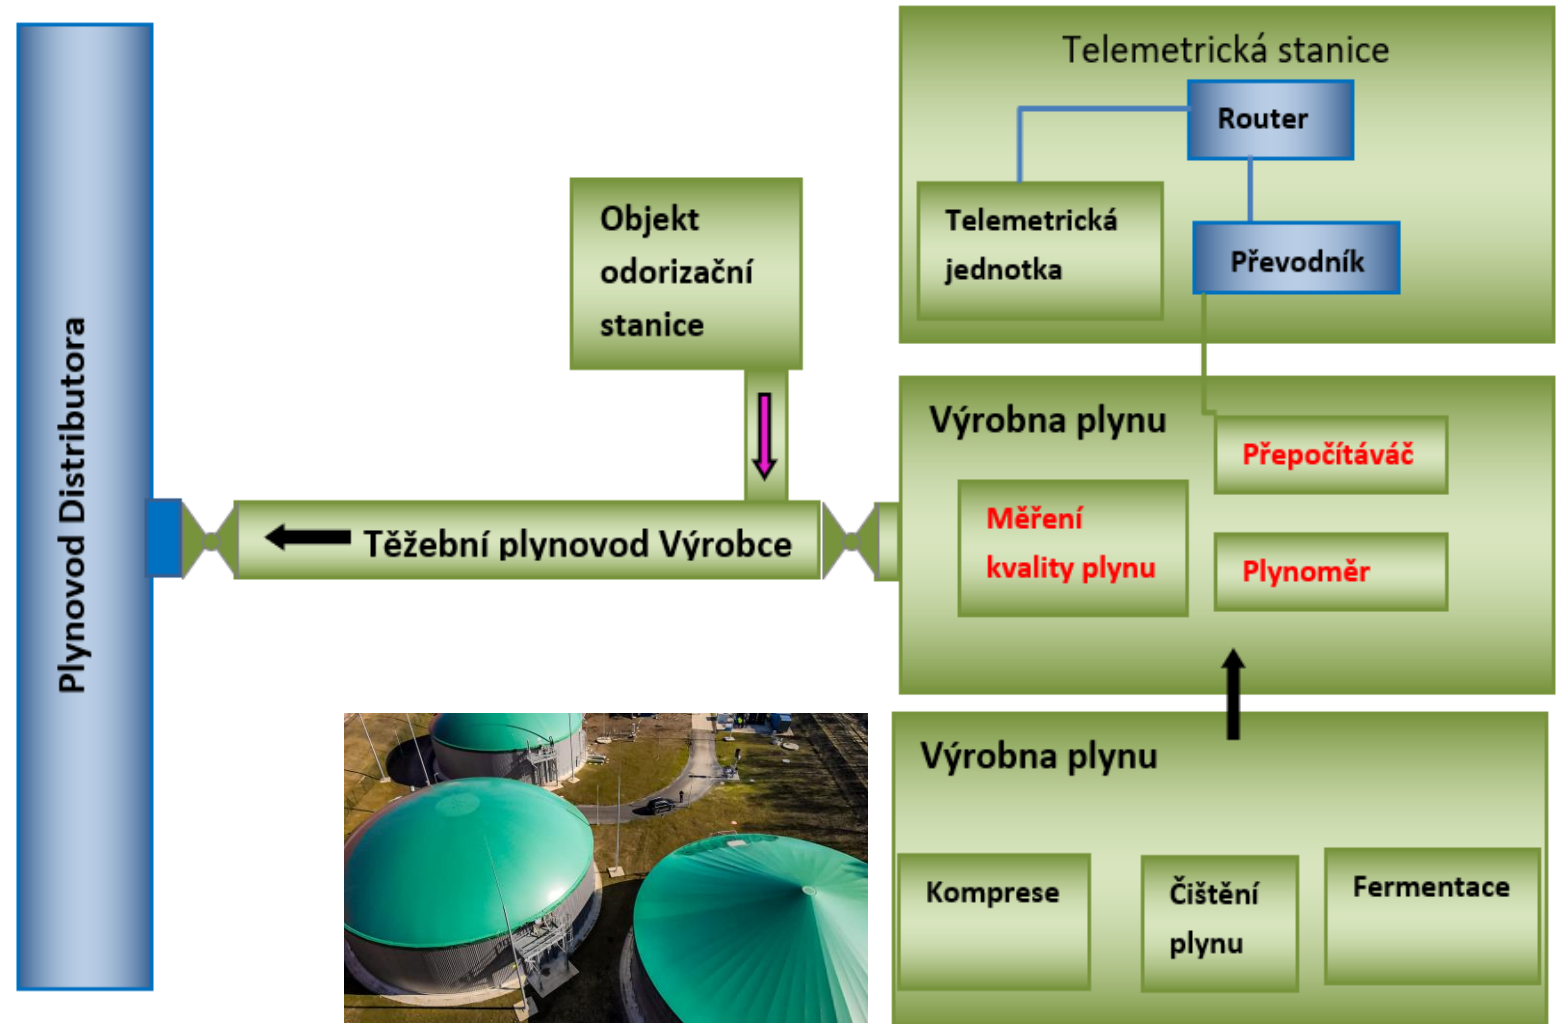 Plynovod Distributora
Objekt
odorizační
stanice
Těžební plynovod Výrobce
Telemetrická stanice
Router
Telemetrická
jednotka
Převodník
Výrobna plynu
Přepočítáváč
Měření
kvality plynu
Plynoměr
Výrobna plynu
Komprese
Čištění
plynu
Fermentace